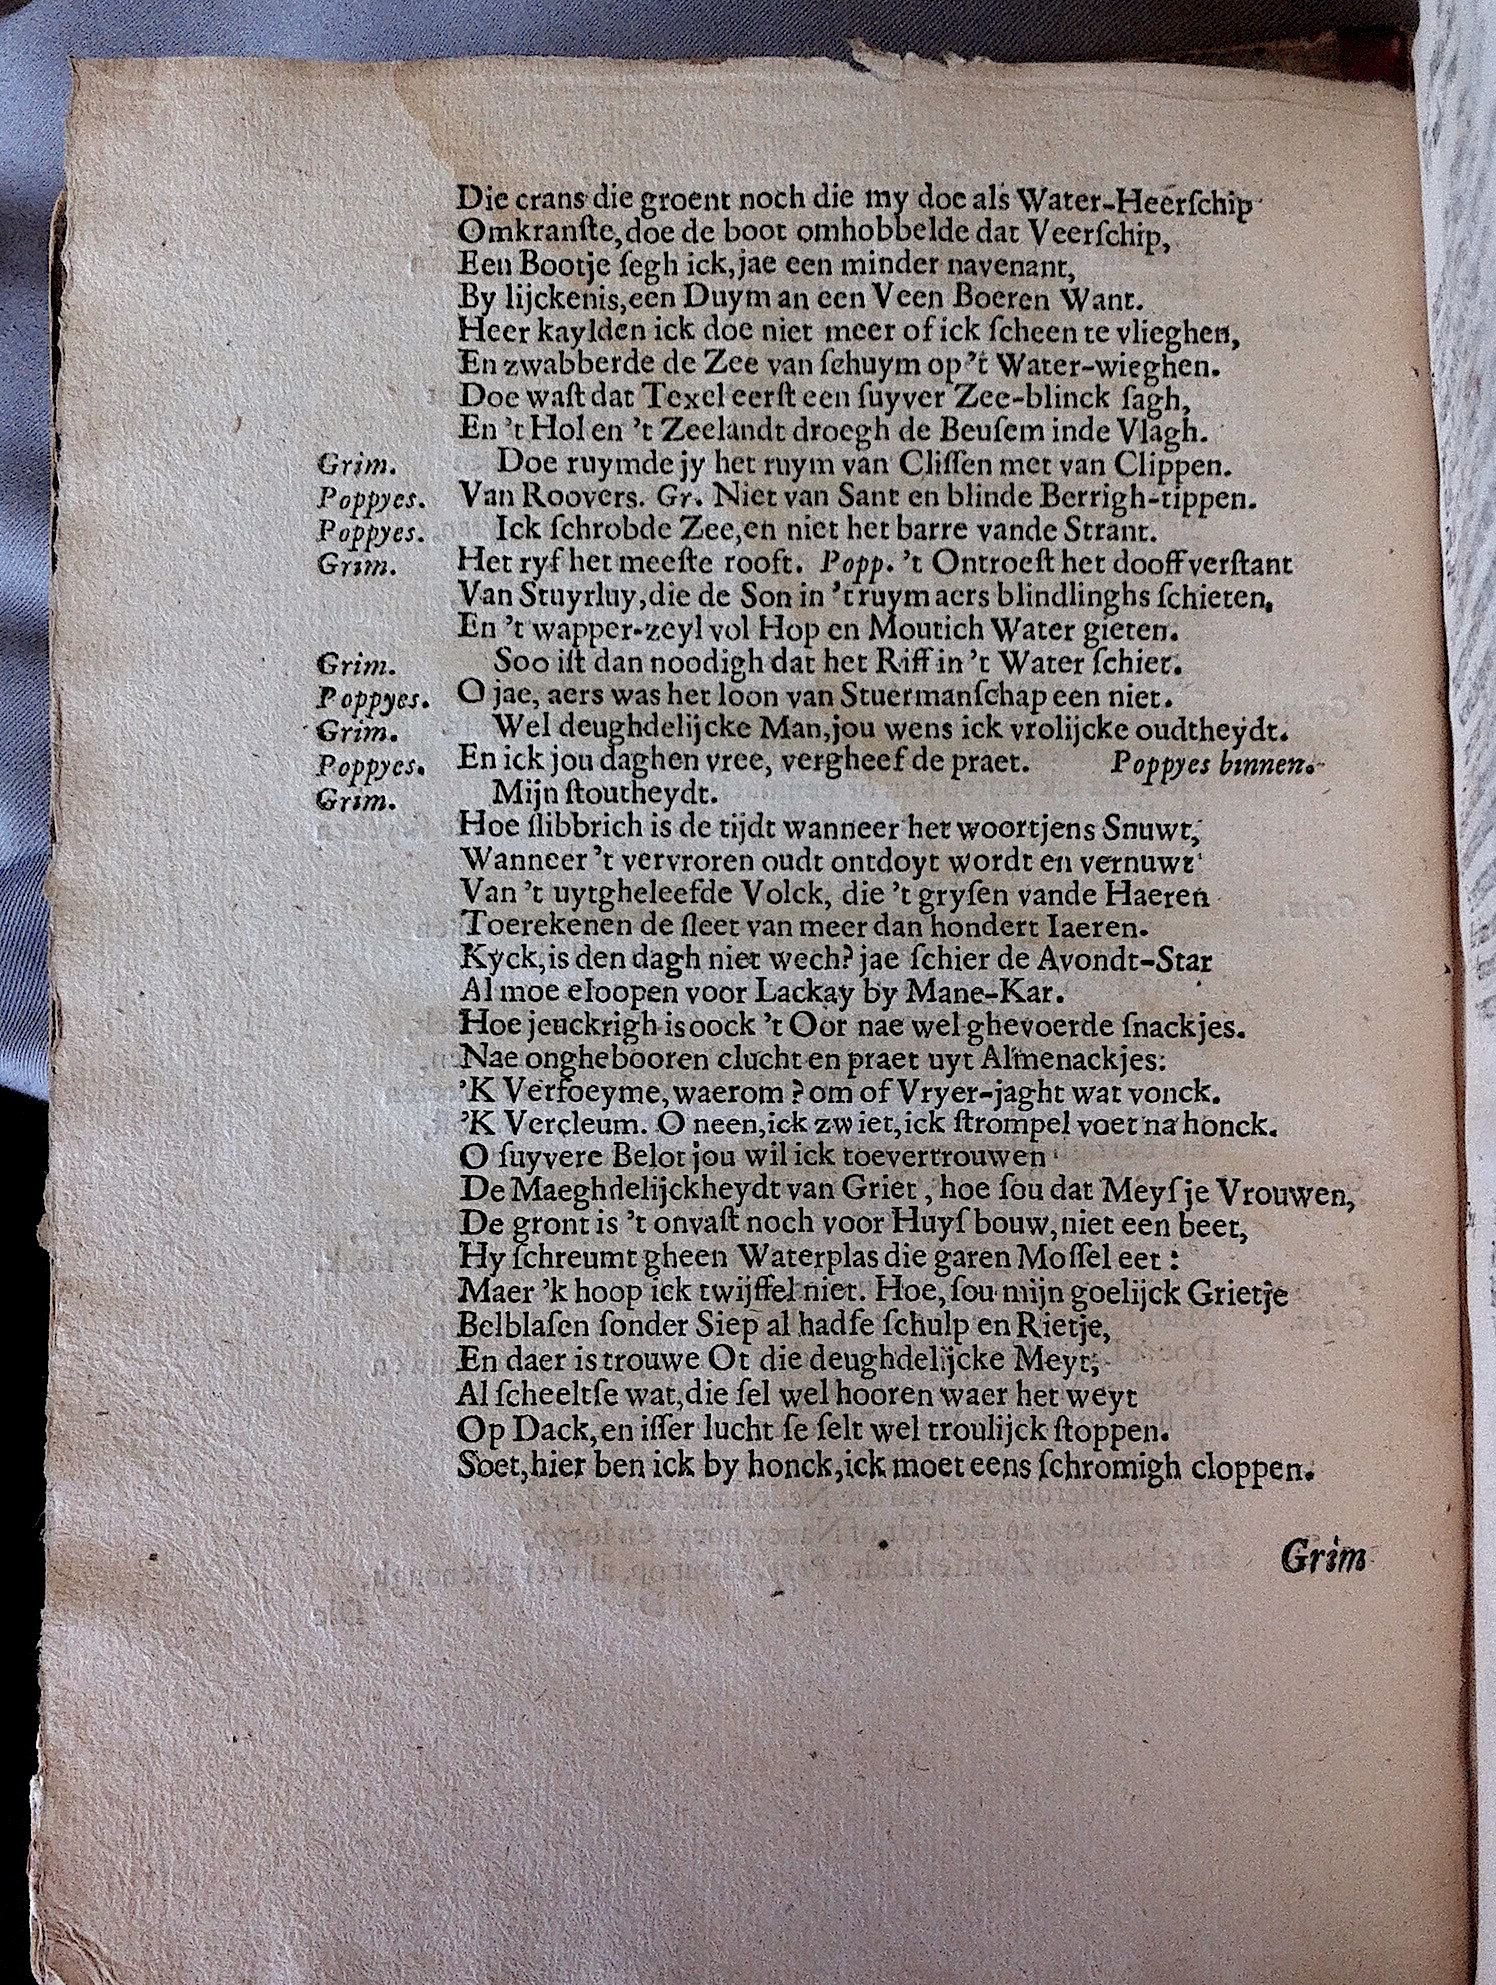 Die crans die groent noch die my doe als Water-Heerſchip
Omkranſte, doe de boot omhobbelde dat Veerſchip,
Een Bootje ſegh ick, jae een minder navenant,
By lijckenis, een Duym an een Veen Boeren Want.
Heer kaylden ick doe niet meer of ick ſcheen te vlieghen,
En zwabberde de Zee van ſchuym op 't Water-wieghen.
Doe waſt dat Texel eerſt een ſuyver Zee-blinck ſagh,
En 't Hol en 't Zeelandt droegh de Beuſem inde Vlagh.
Grim. Doe ruymde jy het ruym van Cliſſen met van Clippen.
Poppyes. Van Roovers. Gr. Niet van Sant en blinde Berrigh-tippen.
Poppyes. Ick ſchrobde Zee, en niet het barre vande Strant.
Grim. Het ryf het meeſte rooft. Popp. 't Ontroeſt het dooff verſtant
Van Stuyrluy, die de Son in 't ruym aers blindlinghs ſchieten,
En 't wapper-zeyl vol Hop en Moutich Water gieten.
Grim. Soo iſt dan noodigh dat het Riff in 't Water ſchiet.
Poppyes. O jae, aers was het loon van Stuermanſchap een niet.
Grim. Wel deughdelijcke Man, jou wens ick vrolijcke oudtheydt.
Poppyes. En ick jou daghen vree, vergheef de praet. Poppyes binnen.
Grim. Mijn ſtoutheydt.
Hoe ſlibbrich is de tijdt wanneer het woortjens Snuwt,
Wanneer 't vervroren oudt ontdoyt wordt en vernuwt
Van 't uytgheleefde Volck, die 't gryſen vande Haeren
Toerekenen de ſleet van meer dan hondert Iaeren.
Kyck, is den dagh niet wech? jae ſchier de Avondt-Star
Al moe eloopen voor Lackay by Mane-Kar.
Hoe jeuckrigh is oock 't Oor nae wel ghevoerde ſnackjes.
Nae onghebooren clucht en praet uyt Almenackjes:
'K Verfoeyme, waerom? om of Vryer-jaght wat vonck.
'K Vercleum. O neen, ick zwiet, ick ſtrompel voet na honck.
O ſuyvere Belot jou wil ick toevertrouwen
De Maeghdelijckheydt van Griet, hoe ſou dat Meyſje Vrouwen,
De gront is 't onvaſt noch voor Huyſbouw, niet een beet,
Hy ſchreumt gheen Waterplas die garen Moſſel eet:
Maer 'k hoop ick twijffel niet. Hoe, ſou mijn goelijck Grietje
Belblaſen ſonder Siep al hadſe ſchulp en Rietje,
En daer is trouwe Ot die deughdelijcke Meyt,
Al ſcheeltſe wat, die ſel wel hooren waer het weyt
Op Dack, en iſſer lucht ſe ſelt wel troulijck ſtoppen.
Soet, hier ben ick by honck, ick moet eens ſchromigh cloppen.
Grim